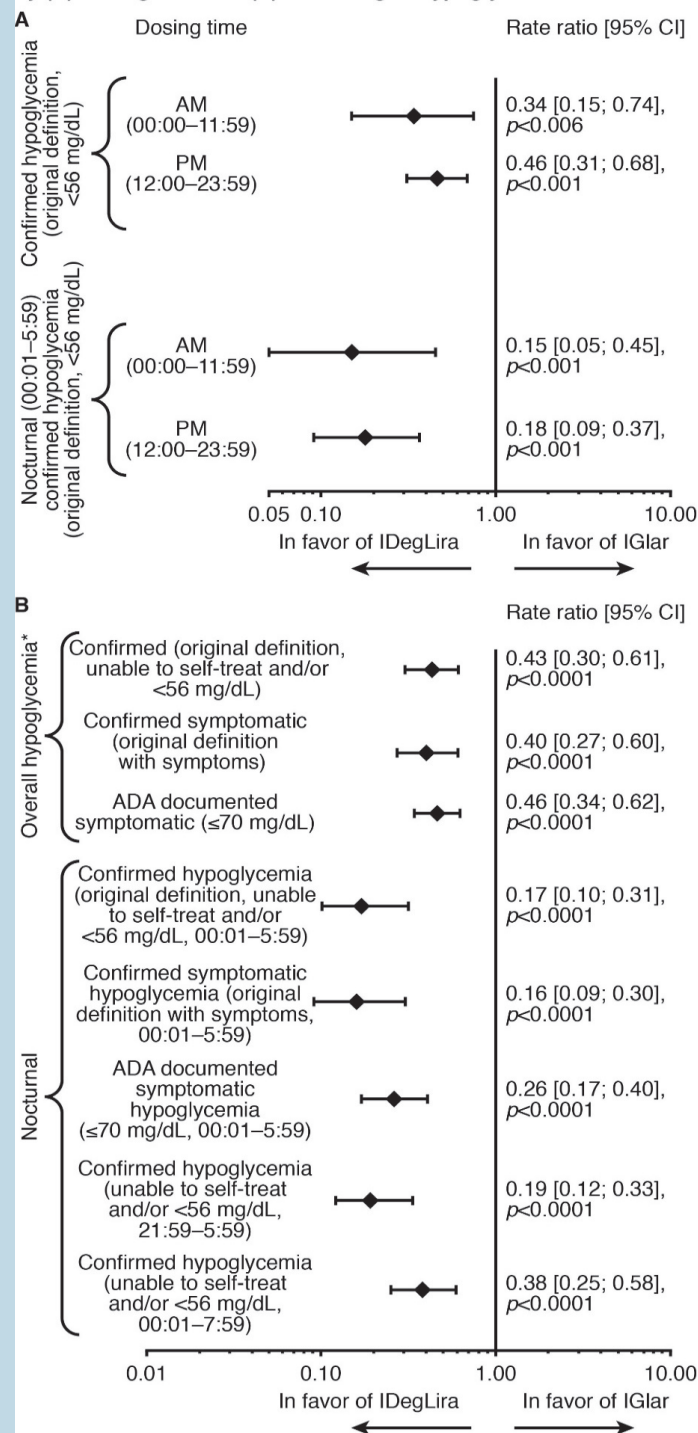 A
Dosing time
Rate ratio [95% CI]
Confirmed hypoglycemia
(original definition,
<56 mg/dL)
AM
(00:00–11:59)
0.34 [0.15; 0.74],
p<0.006
PM
(12:00–23:59)
0.46 [0.31; 0.68],
p<0.001
Nocturnal (00:01–5:59)
confirmed hypoglycemia
(original definition, <56 mg/dL)
AM
(00:00–11:59)
0.15 [0.05; 0.45],
p<0.001
PM
(12:00–23:59)
0.18 [0.09; 0.37],
p<0.001
0.05 0.10 1.00 10.00
In favor of IDegLira In favor of IGlar
B
Rate ratio [95% CI]
Overall hypoglycemia*
Confirmed (original definition,
unable to self-treat and/or
<56 mg/dL)
0.43 [0.30; 0.61],
p<0.0001
Confirmed symptomatic
(original definition
with symptoms)
0.40 [0.27; 0.60],
p<0.0001
ADA documented
symptomatic (≤70 mg/dL)
0.46 [0.34; 0.62],
p<0.0001
Nocturnal
Confirmed hypoglycemia
(original definition, unable
to self-treat and/or
<56 mg/dL, 00:01–5:59)
0.17 [0.10; 0.31],
p<0.0001
Confirmed symptomatic
hypoglycemia (original
definition with symptoms,
00:01–5:59)
0.16 [0.09; 0.30],
p<0.0001
ADA documented
symptomatic
hypoglycemia
(≤70 mg/dL, 00:01–5:59)
0.26 [0.17; 0.40],
p<0.0001
Confirmed hypoglycemia
(unable to self-treat
and/or <56 mg/dL,
21:59–5:59)
0.19 [0.12; 0.33],
p<0.0001
Confirmed hypoglycemia
(unable to self-treat
and/or <56 mg/dL,
00:01–7:59)
0.38 [0.25; 0.58],
p<0.0001
0.01 0.10 1.00 10.00
In favor of IDegLira In favor of IGlar